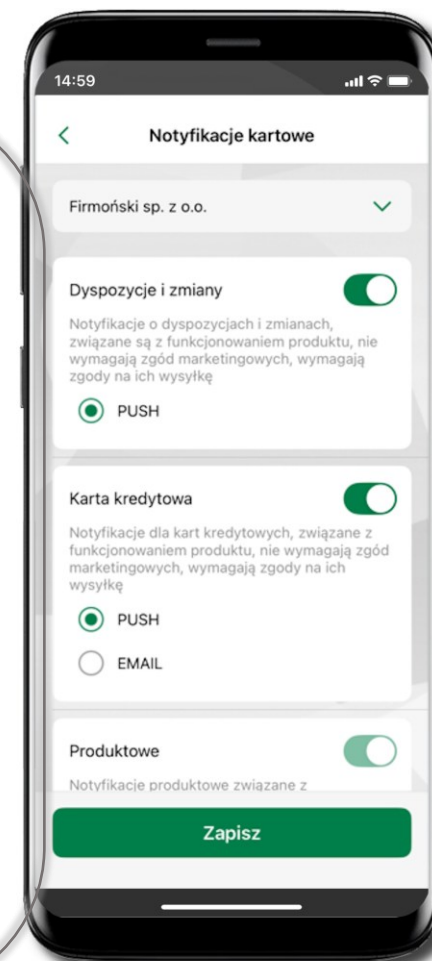 14:59
Notyfikacje kartowe
Firmoński sp. z o.o.
Dyspozycje i zmiany
Notyfikacje o dyspozycjach i zmianach,
związane są z funkcjonowaniem produktu, nie
wymagają zgód marketingowych, wymagają
zgody na ich wysyłkę
PUSH
Karta kredytowa
Notyfikacje dla kart kredytowych, związane z
funkcjonowaniem produktu, nie wymagają zgód
marketingowych, wymagają zgody na ich
wysyłkę
PUSH
EMAIL
Produktowe
Notyfikacje produktowe związane z
Zapisz